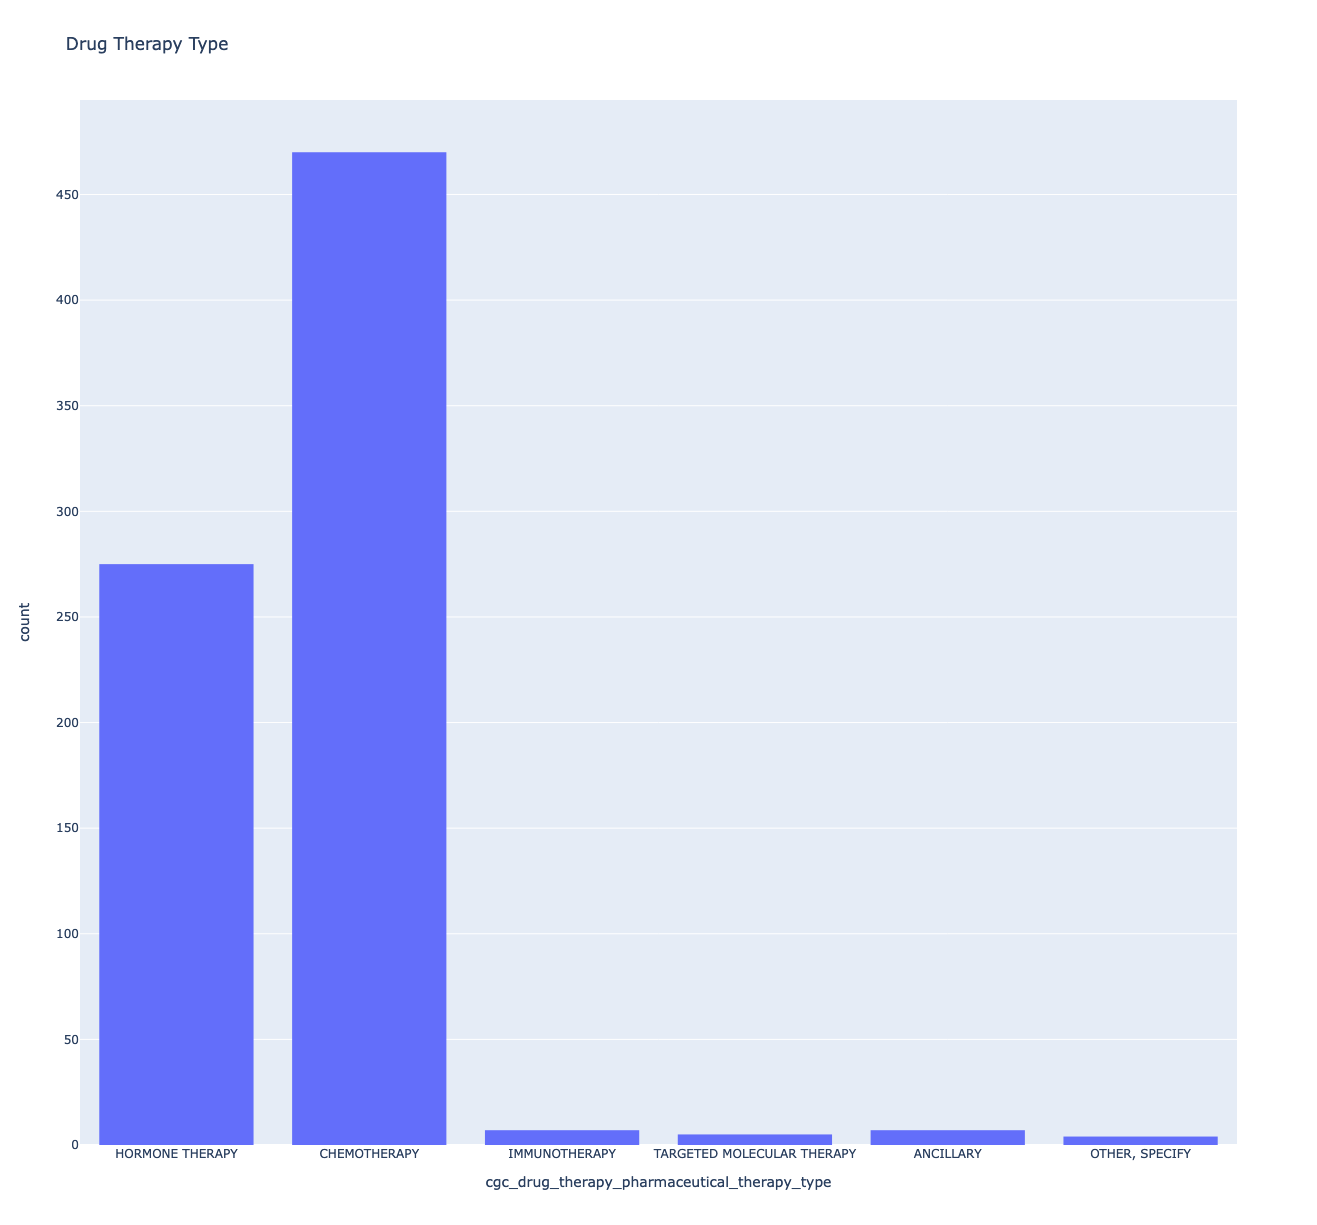 Drug Therapy Type
450
400
350
300
250
200
150
100
50
0
count
HORMONE THERAPY
CHEMOTHERAPY
IMMUNOTHERAPY
TARGETED MOLECULAR THERAPY
ANCILLARY
OTHER, SPECIFY
cgc_drug_therapy_pharmaceutical_therapy_type